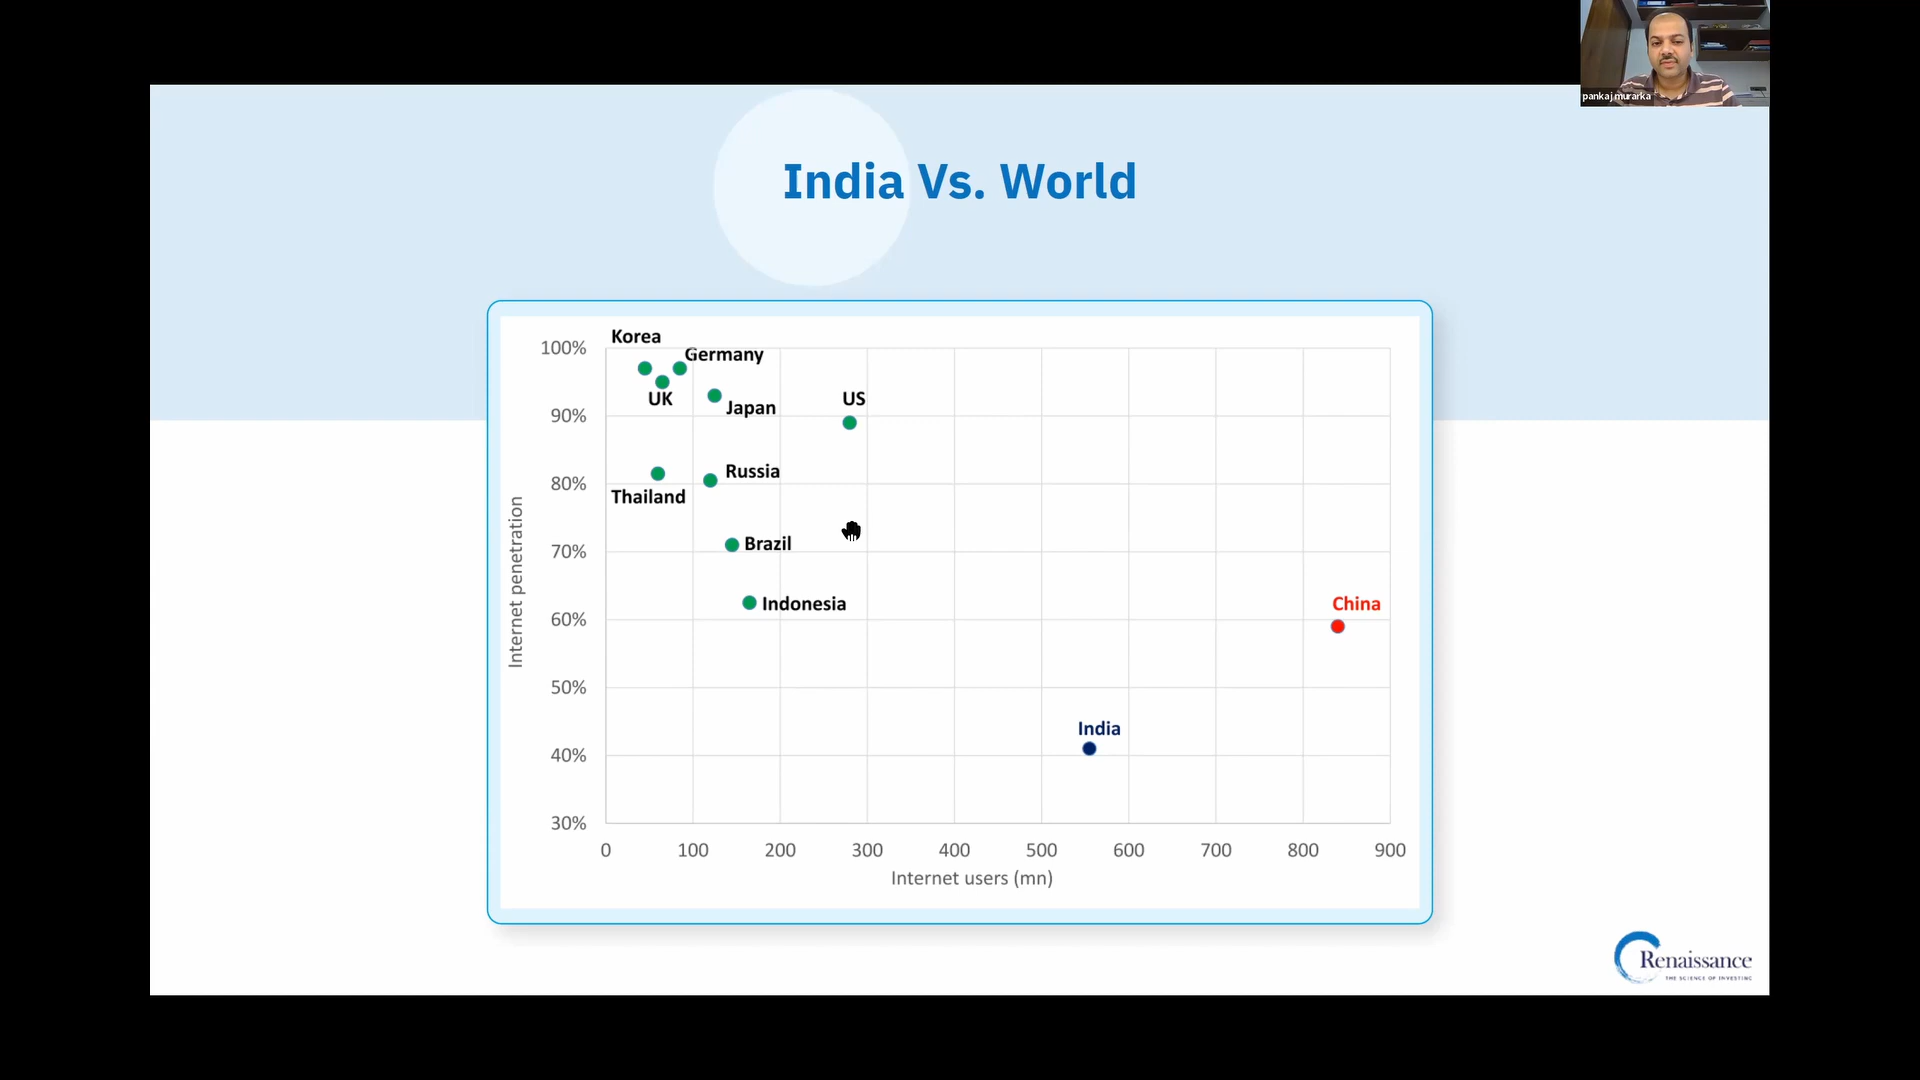 pankaj murarka
India Vs. World
Korea
100%
Germany
UK
Japan
US
90%
Russia
80%
Thailand
Brazil
70%
Indonesia
China
60%
50%
India
40%
30%
Internet penetration
0 100 200 300 400 500 600 700 800 900
Internet users (mn)
Renaissance
THE SCIENCE OF INVESTING